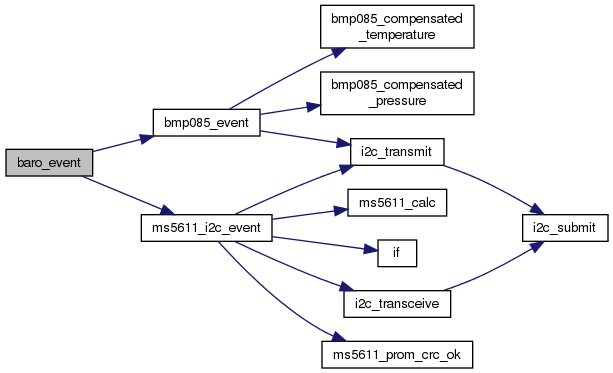 bmp085_compensated
_temperature
bmp085_compensated
_pressure
bmp085_event
i2c_transmit
baro_event
ms5611_calc
ms5611_i2c_event
i2c_submit
if
i2c_transceive
ms5611_prom_crc_ok